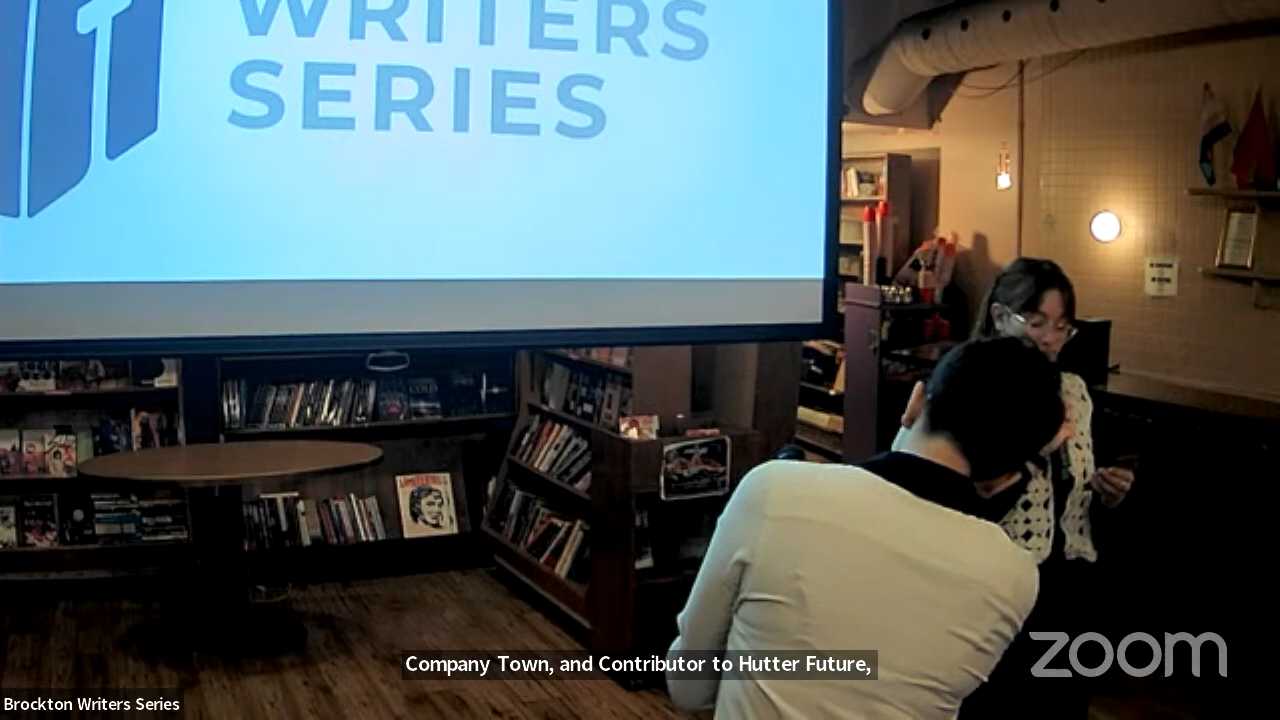 WRITERS
SERIES
Company Town, and Contributor to Hutter Future,
zoom
Brockton Writers Series